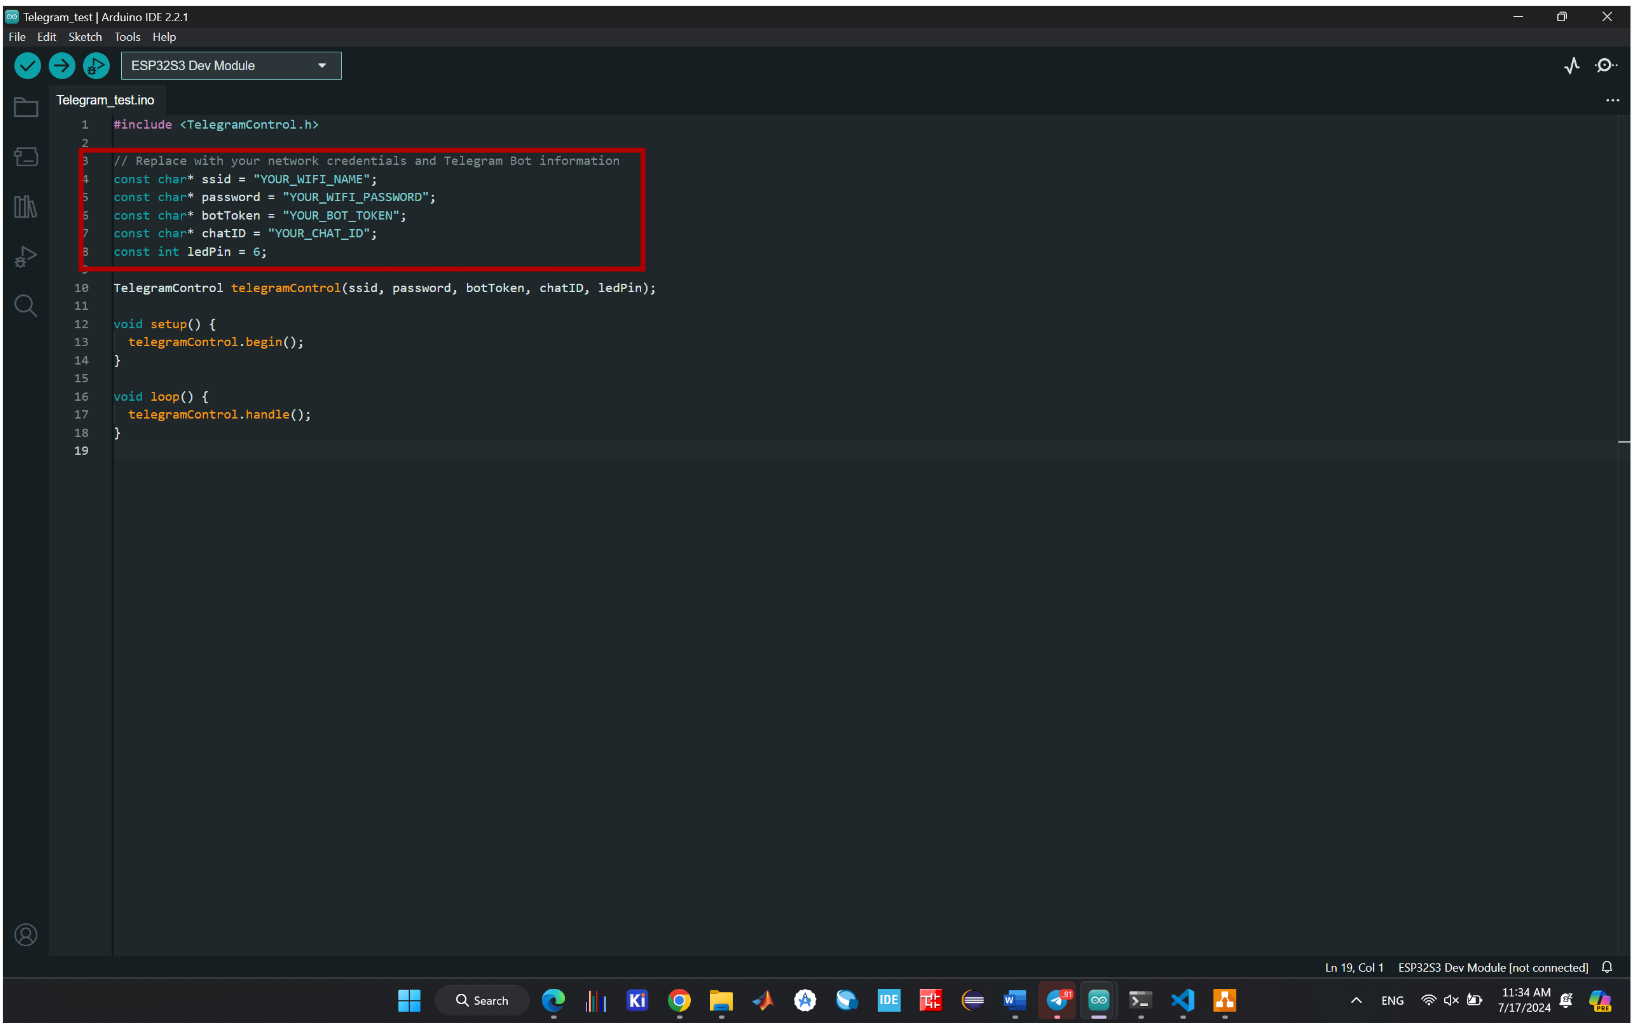 Telegram_test | Arduino IDE 2.2.1
File Edit Sketch Tools Help
ESP32S3 Dev Module
Telegram_test.ino
1 #include <TelegramControl.h>
2
3 // Replace with your network credentials and Telegram Bot information
4 const char* ssid = "YOUR_WIFI_NAME";
5 const char* password = "YOUR_WIFI_PASSWORD";
6 const char* botToken = "YOUR_BOT_TOKEN";
7 const char* chatID = "YOUR_CHAT_ID";
8 const int ledPin = 6;
9
10 TelegramControl telegramControl(ssid, password, botToken, chatID, ledPin);
11
12 void setup() {
13 telegramControl.begin();
14 }
15
16 void loop() {
17 telegramControl.handle();
18 }
19
Ln 19, Col 1 ESP32S3 Dev Module [not connected]
Search Ki IDE W 81 ENG 11:34 AM
7/17/2024 PRE